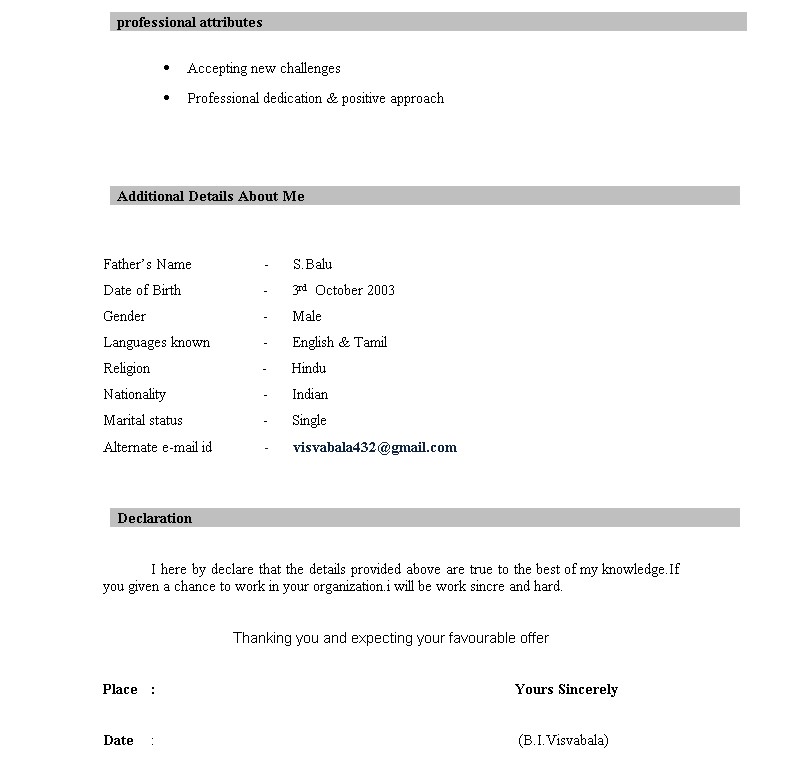 professional attributes
• Accepting new challenges
• Professional dedication & positive approach
Additional Details About Me
Father's Name - S.Balu
Date of Birth - 3rd October 2003
Gender - Male
Languages known - English & Tamil
Religion - Hindu
Nationality - Indian
Marital status - Single
Alternate e-mail id - visvabala432@gmail.com
Declaration
I here by declare that the details provided above are true to the best of my knowledge.If
you given a chance to work in your organization.i will be work sincre and hard.
Thanking you and expecting your favourable offer
Place : Yours Sincerely
Date : (B.I.Visvabala)